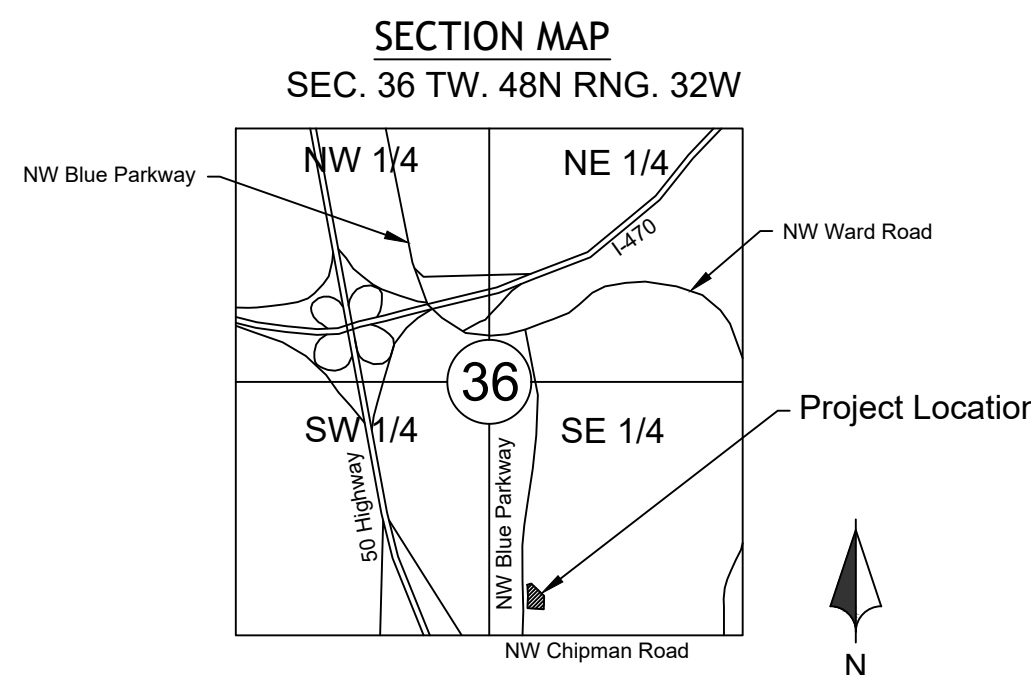 SECTION MAP
SEC. 36 TW. 48N RNG. 32W
NW 1/4
NE 1/4
NW Blue Parkway
I-470
NW Ward Road
36
Project Location
SW 1/4
SE 1/4
50 Highway
NW Blue Parkway
NW Chipman Road
N